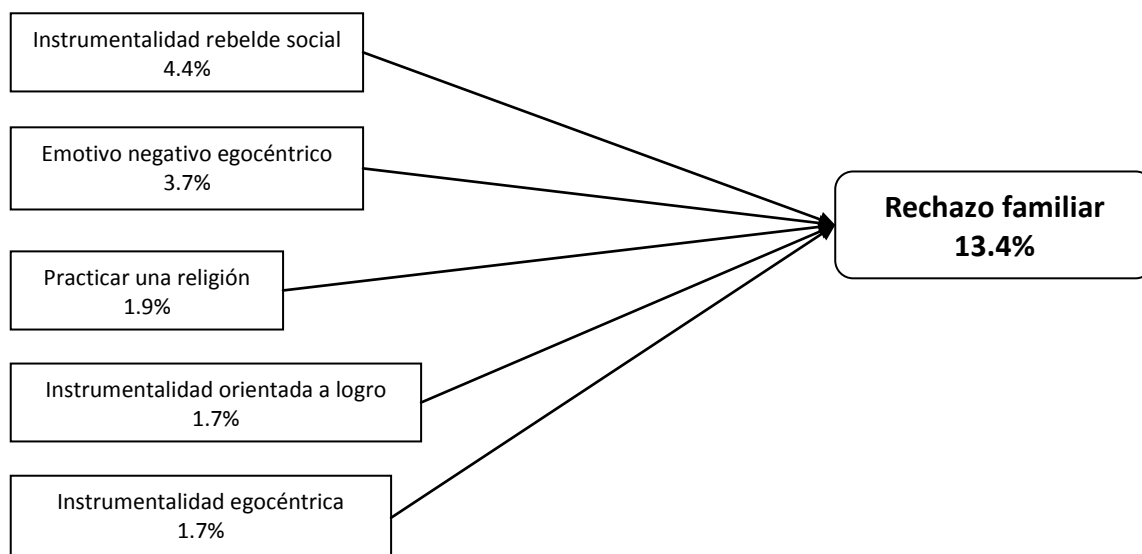 Instrumentalidad rebelde social
4.4%
Emotivo negativo egocéntrico
3.7%
Practicar una religión
1.9%
Instrumentalidad orientada a logro
1.7%
Instrumentalidad egocéntrica
1.7%
Rechazo familiar
13.4%